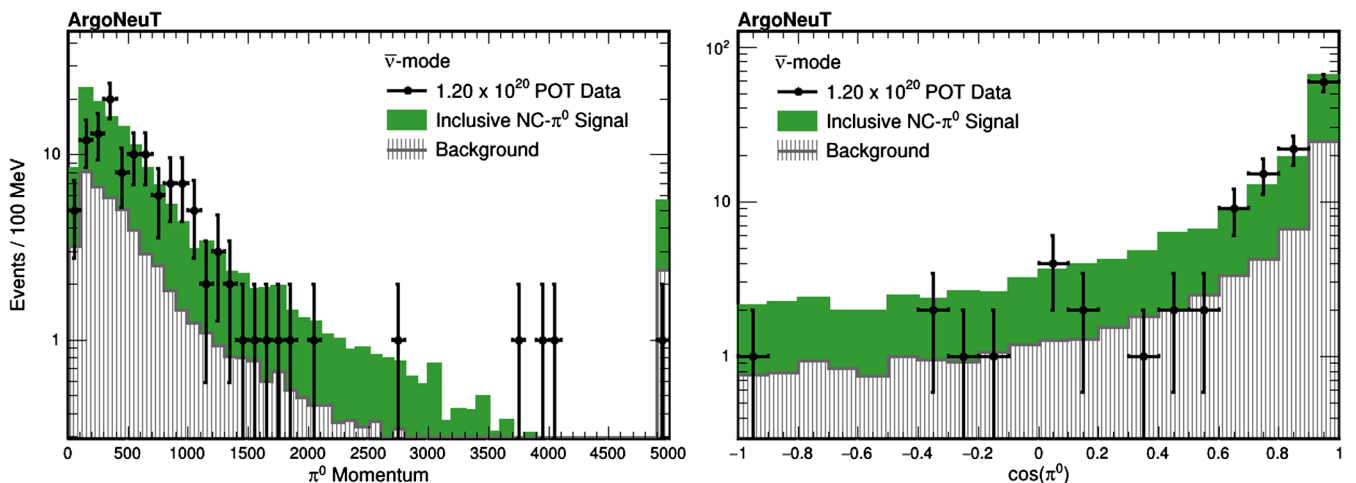 ArgoNeuT
ν̅-mode
1.20 x 10²⁰ POT Data
Inclusive NC-π⁰ Signal
Background
Events / 100 MeV
10
1
0 500 1000 1500 2000 2500 3000 3500 4000 4500 5000
π⁰ Momentum
ArgoNeuT
ν̅-mode
1.20 x 10²⁰ POT Data
Inclusive NC-π⁰ Signal
Background
10²
10
1
−1 −0.8 −0.6 −0.4 −0.2 0 0.2 0.4 0.6 0.8 1
cos(π⁰)